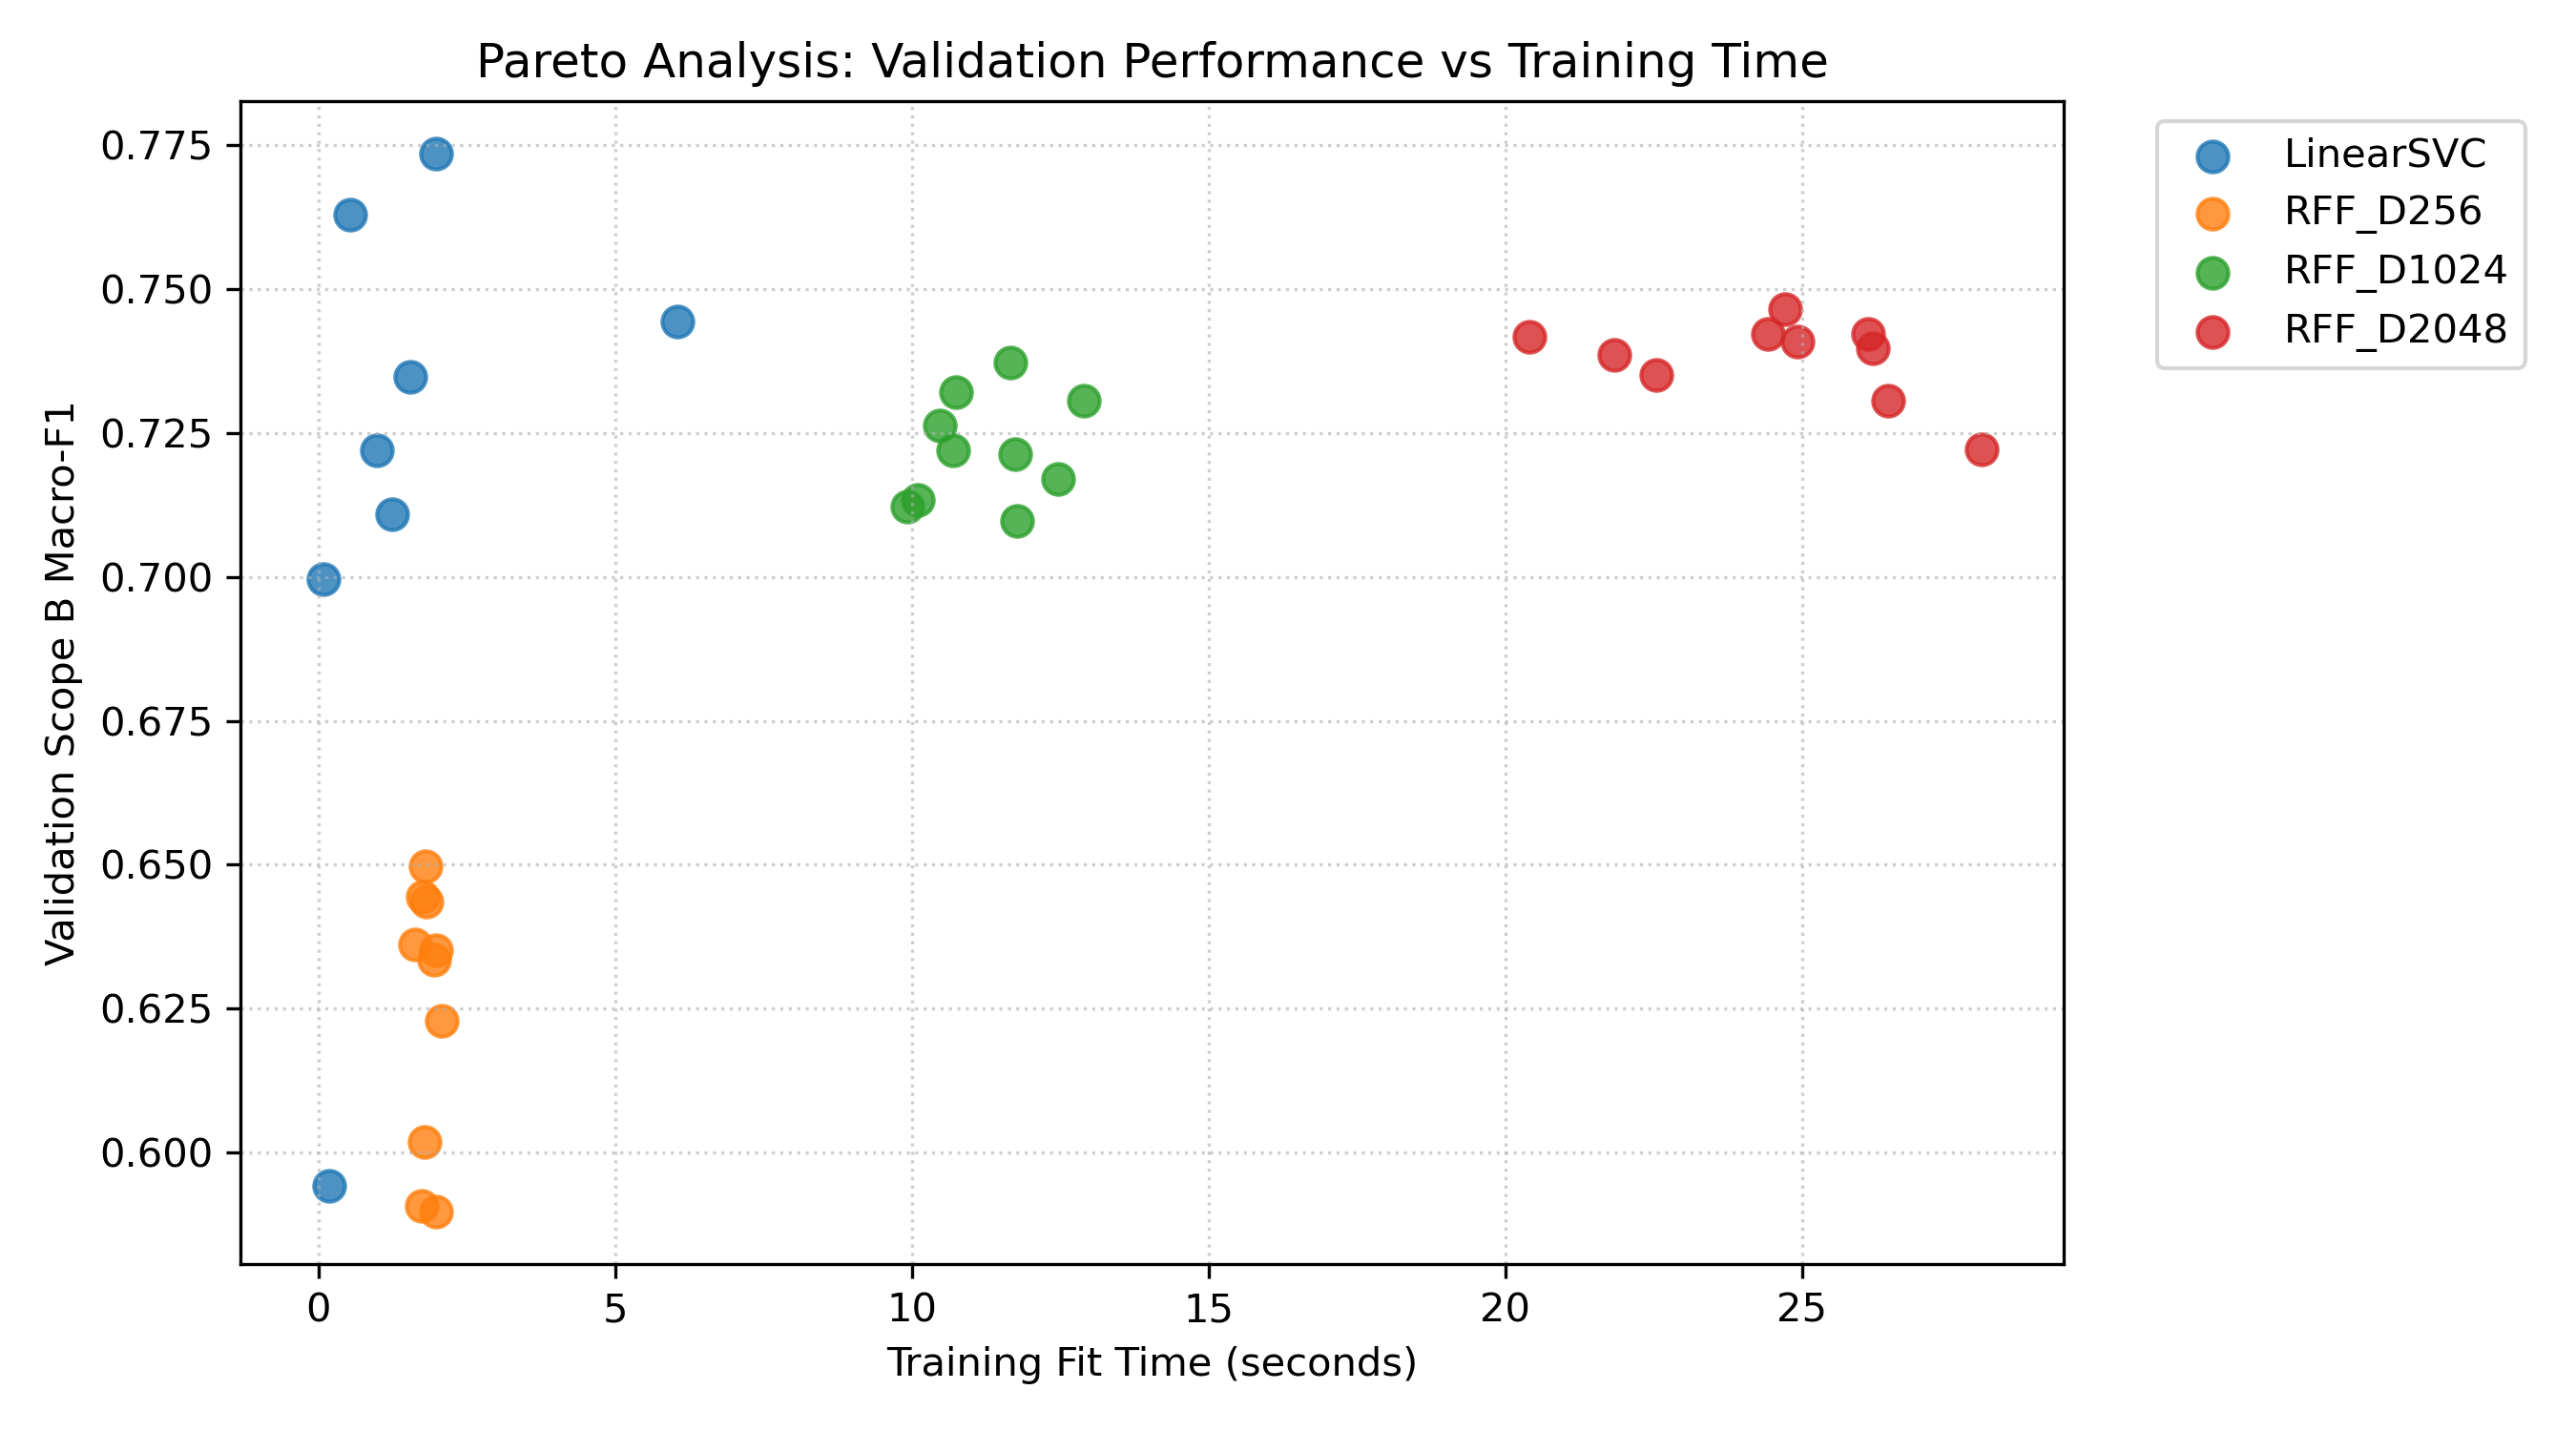 Pareto Analysis: Validation Performance vs Training Time
Validation Scope B Macro-F1
0.775
0.750
0.725
0.700
0.675
0.650
0.625
0.600
0
5
10
15
20
25
Training Fit Time (seconds)
LinearSVC
RFF_D256
RFF_D1024
RFF_D2048